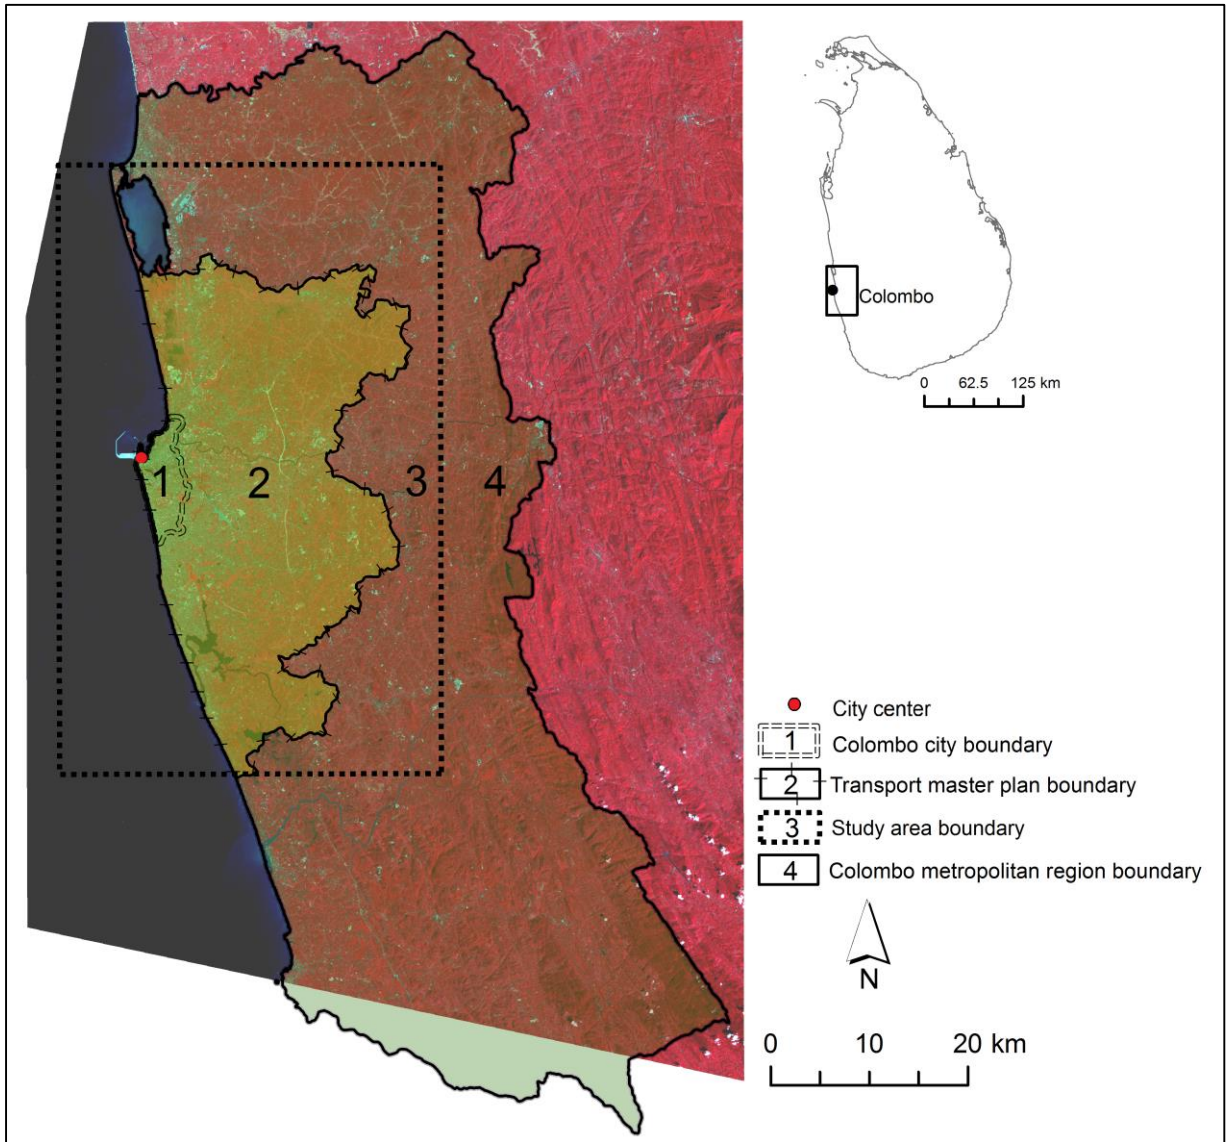 Colombo
0 62.5 125 km
1 2 3 4
City center
1 Colombo city boundary
2 Transport master plan boundary
3 Study area boundary
4 Colombo metropolitan region boundary
N
0 10 20 km